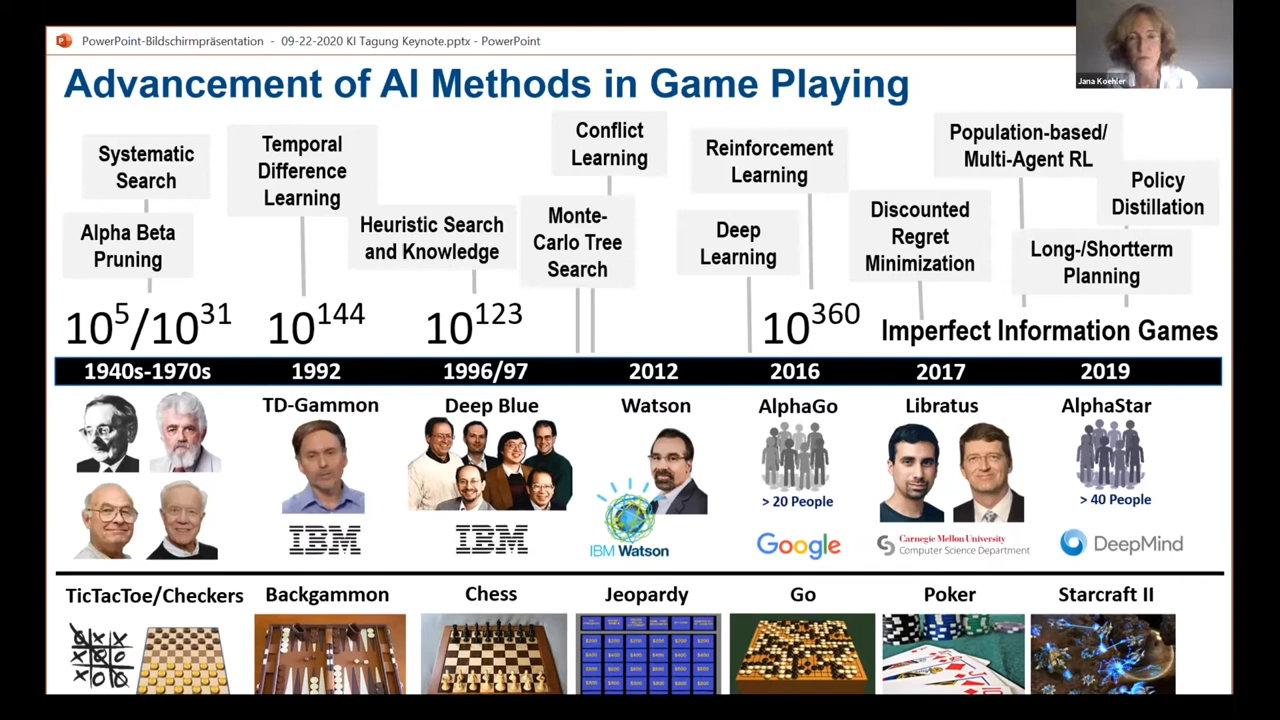 PowerPoint-Bildschirmpräsentation - 09-22-2020 KI Tagung Keynote.pptx - PowerPoint
Jana Koehler
Advancement of AI Methods in Game Playing
Systematic
Search
Alpha Beta
Pruning
Temporal
Difference
Learning
Heuristic Search
and Knowledge
Conflict
Learning
Monte-
Carlo Tree
Search
Reinforcement
Learning
Deep
Learning
Discounted
Regret
Minimization
Population-based/
Multi-Agent RL
Policy
Distillation
Long-/Shortterm
Planning
10⁵/10³¹ 10¹⁴⁴ 10¹²³ 10³⁶⁰ Imperfect Information Games
1940s-1970s 1992 1996/97 2012 2016 2017 2019
TD-Gammon Deep Blue Watson AlphaGo Libratus AlphaStar
> 20 People > 40 People
IBM IBM IBM Watson Google Carnegie Mellon University
Computer Science Department DeepMind
TicTacToe/Checkers Backgammon Chess Jeopardy Go Poker Starcraft II